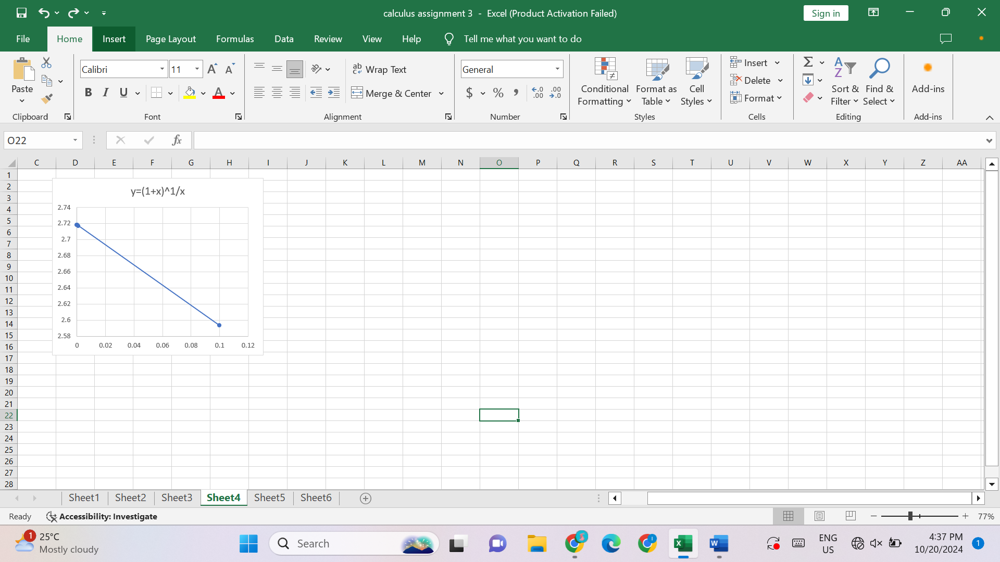 calculus assignment 3 - Excel (Product Activation Failed)
Sign in
File Home Insert Page Layout Formulas Data Review View Help Tell me what you want to do
Paste
Clipboard
Calibri 11
B I U A
Font
Wrap Text
Merge & Center
Alignment
General
$ % ,
Number
Conditional Formatting
Format as Table
Cell Styles
Styles
Insert
Delete
Format
Cells
Sort & Filter
Find & Select
Editing
Add-ins
Add-ins
O22
fx
C D E F G H I J K L M N O P Q R S T U V W X Y Z AA
1
2
3
4
5
6
7
8
9
10
11
12
13
14
15
16
17
18
19
20
21
22
23
24
25
26
27
28
y=(1+x)^1/x
2.74
2.72
2.7
2.68
2.66
2.64
2.62
2.6
2.58
0 0.02 0.04 0.06 0.08 0.1 0.12
Sheet1 Sheet2 Sheet3 Sheet4 Sheet5 Sheet6
Ready Accessibility: Investigate
77%
1
25°C
Mostly cloudy
Search
ENG
US
4:37 PM
10/20/2024
1